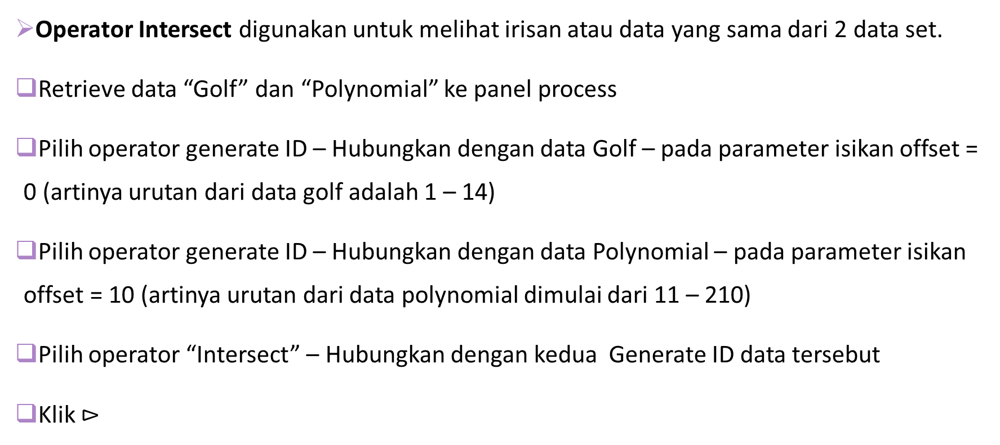 ➢Operator Intersect digunakan untuk melihat irisan atau data yang sama dari 2 data set.
❑Retrieve data “Golf” dan “Polynomial” ke panel process
❑Pilih operator generate ID – Hubungkan dengan data Golf – pada parameter isikan offset =
0 (artinya urutan dari data golf adalah 1 – 14)
❑Pilih operator generate ID – Hubungkan dengan data Polynomial – pada parameter isikan
offset = 10 (artinya urutan dari data polynomial dimulai dari 11 – 210)
❑Pilih operator “Intersect” – Hubungkan dengan kedua  Generate ID data tersebut
❑Klik ⊳